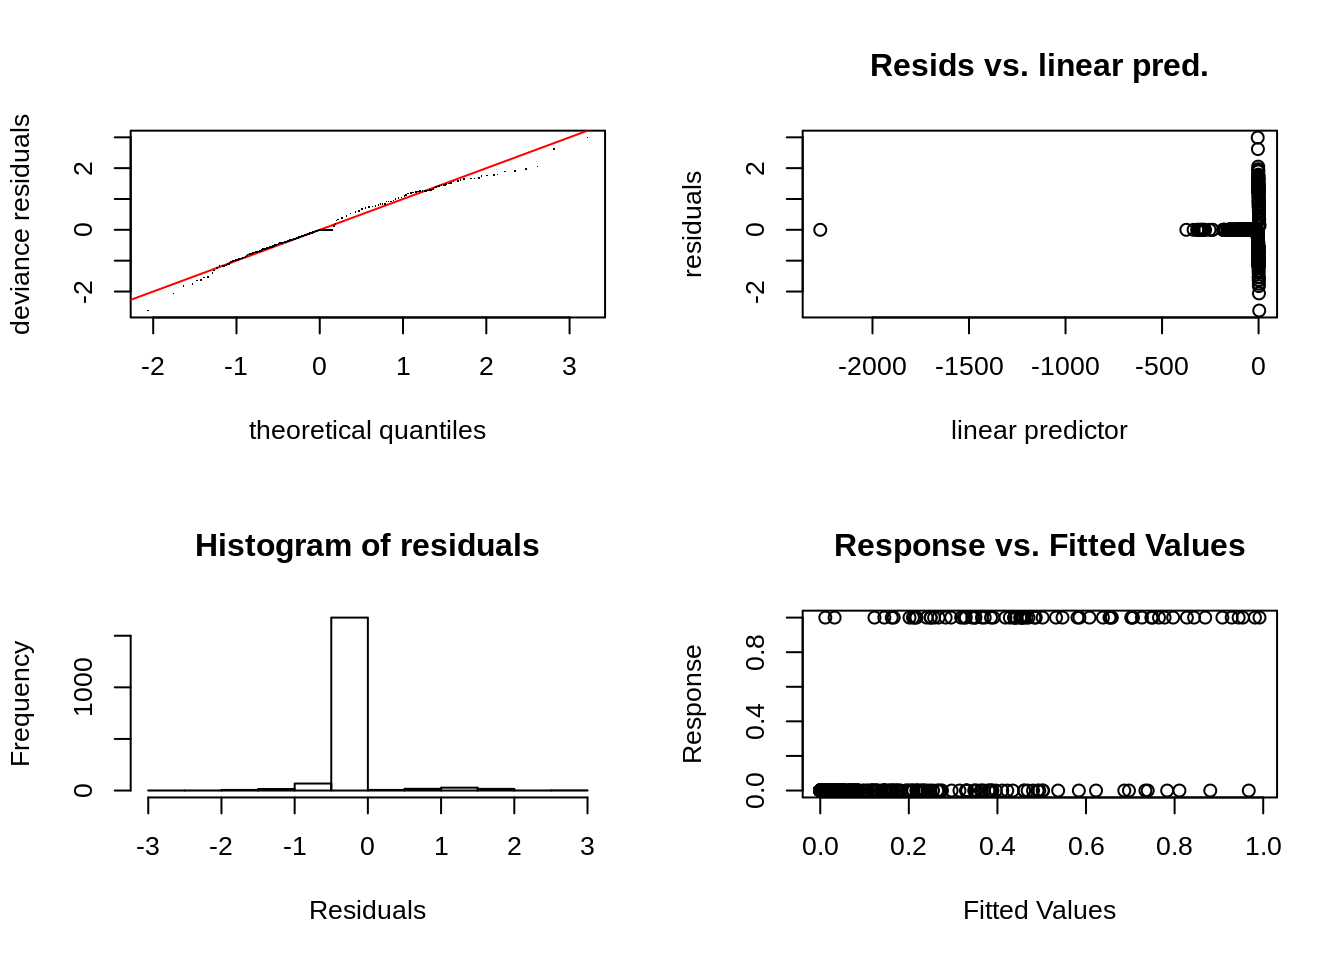 deviance residuals
2
0
-2
-2 -1 0 1 2 3
theoretical quantiles
Resids vs. linear pred.
residuals
2
0
-2
-2000 -1500 -1000 -500 0
linear predictor
Histogram of residuals
Frequency
1000
0
-3 -2 -1 0 1 2 3
Residuals
Response vs. Fitted Values
Response
0.8
0.4
0.0
0.0 0.2 0.4 0.6 0.8 1.0
Fitted Values